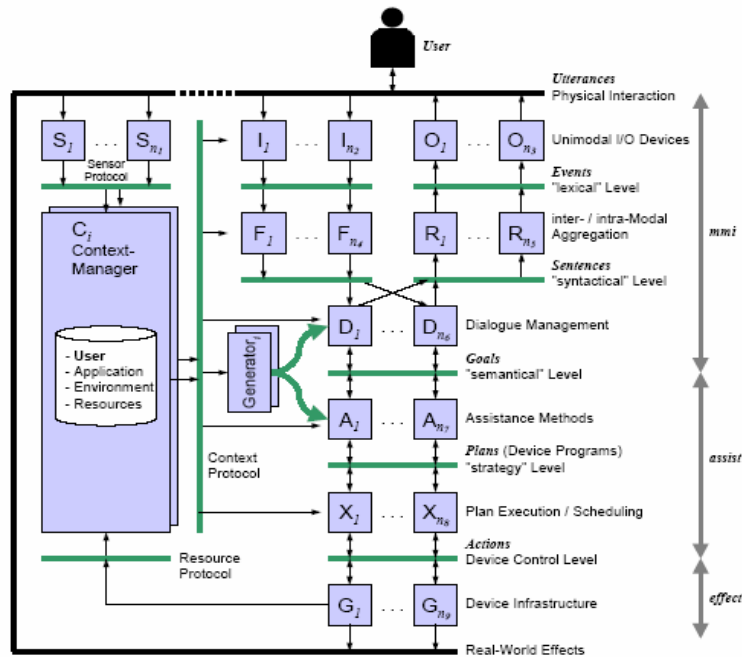 User
Utterances
Physical Interaction
S1 ... Sn1
I1 ... In2
O1 ... On3
Unimodal I/O Devices
Sensor
Protocol
Events
"lexical" Level
Ci
Context-
Manager
F1 ... Fn4
R1 ... Rn5
inter- / intra-Modal
Aggregation
mmi
Sentences
"syntactical" Level
D1 ... Dn6
Dialogue Management
- User
- Application
- Environment
- Resources
Generatori
Goals
"semantical" Level
A1 ... An7
Assistance Methods
Context
Protocol
Plans (Device Programs)
"strategy" Level
assist
X1 ... Xn8
Plan Execution / Scheduling
Resource
Protocol
Actions
Device Control Level
G1 ... Gn9
Device Infrastructure
effect
Real-World Effects